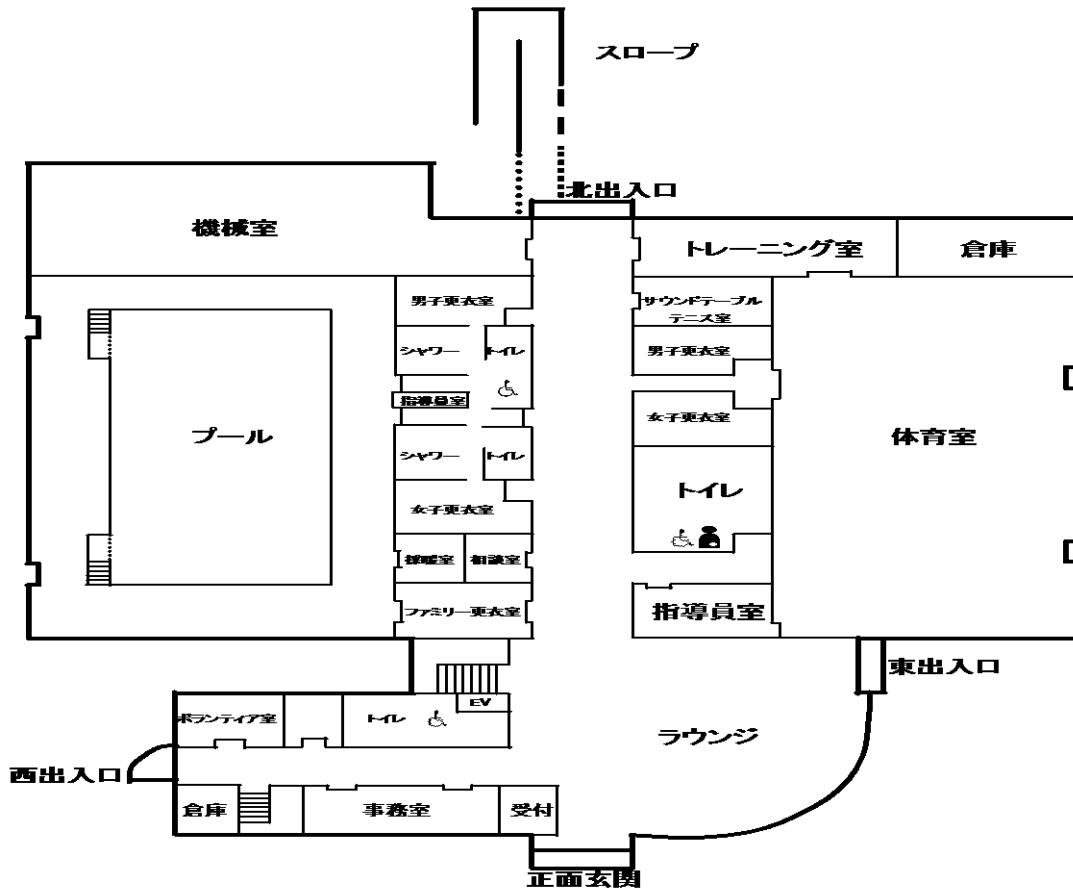 スロープ
北出入口
機械室
トレーニング室
倉庫
男子更衣室
サウンドテーブル
テニス室
シャワー
トイレ
男子更衣室
指導員室
女子更衣室
プール
体育室
シャワー
トイレ
トイレ
女子更衣室
採暖室
相談室
ファミリー更衣室
指導員室
東出入口
EV
ボランティア室
トイレ
ラウンジ
西出入口
倉庫
事務室
受付
正面玄関